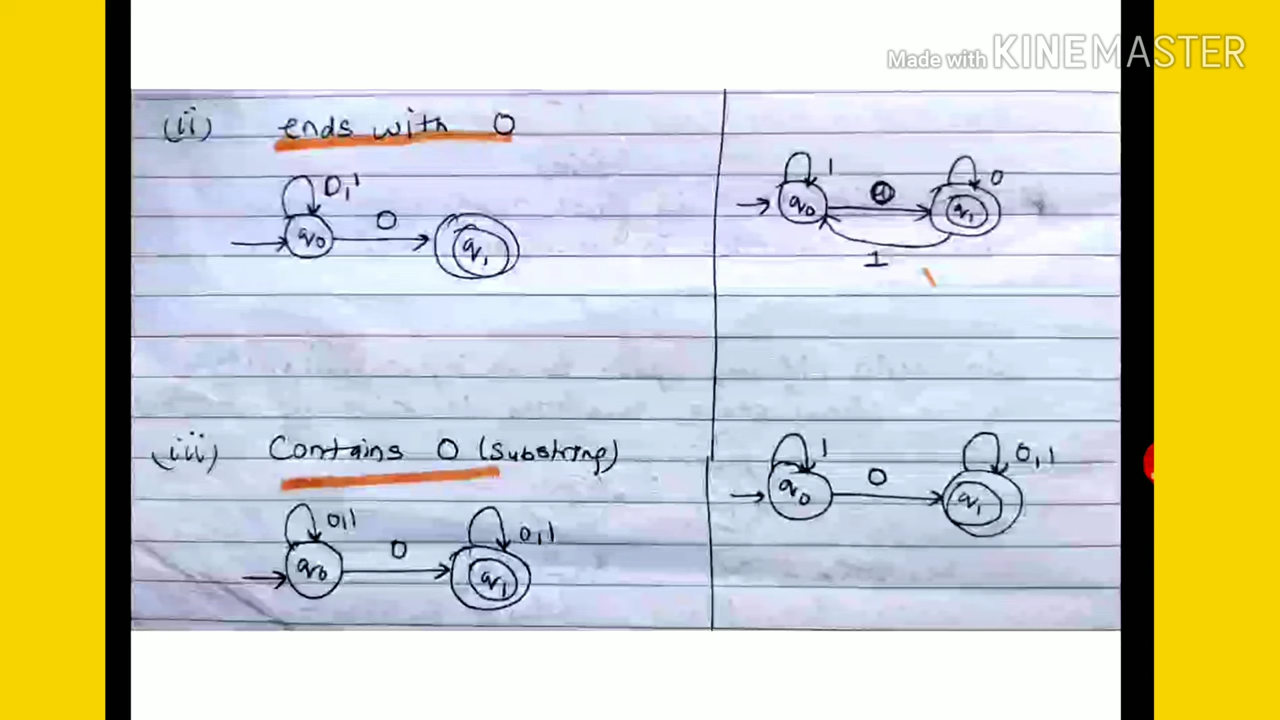 Made with KINEMASTER
(ii) ends with 0
0,1
q0
0
q1
1
q0
q1
0
1
(iii) Contains 0 (substring)
0,1
q0
0
q1
0,1
1
q0
0
q1
0,1